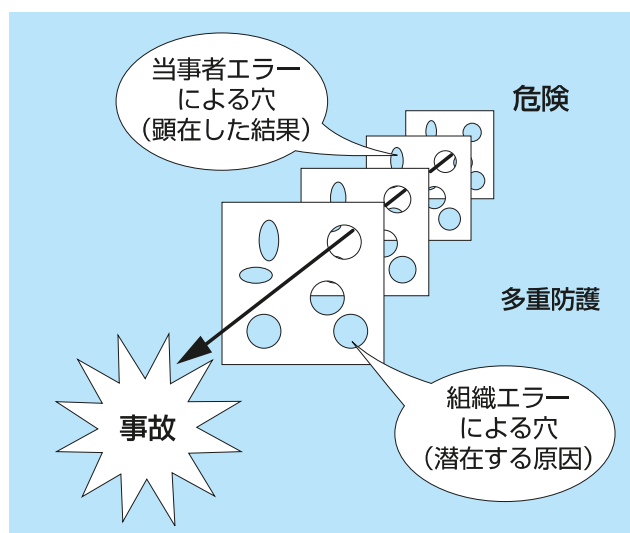 当事者エラー
による穴
（顕在した結果）
危険
多重防護
事故
組織エラー
による穴
（潜在する原因）